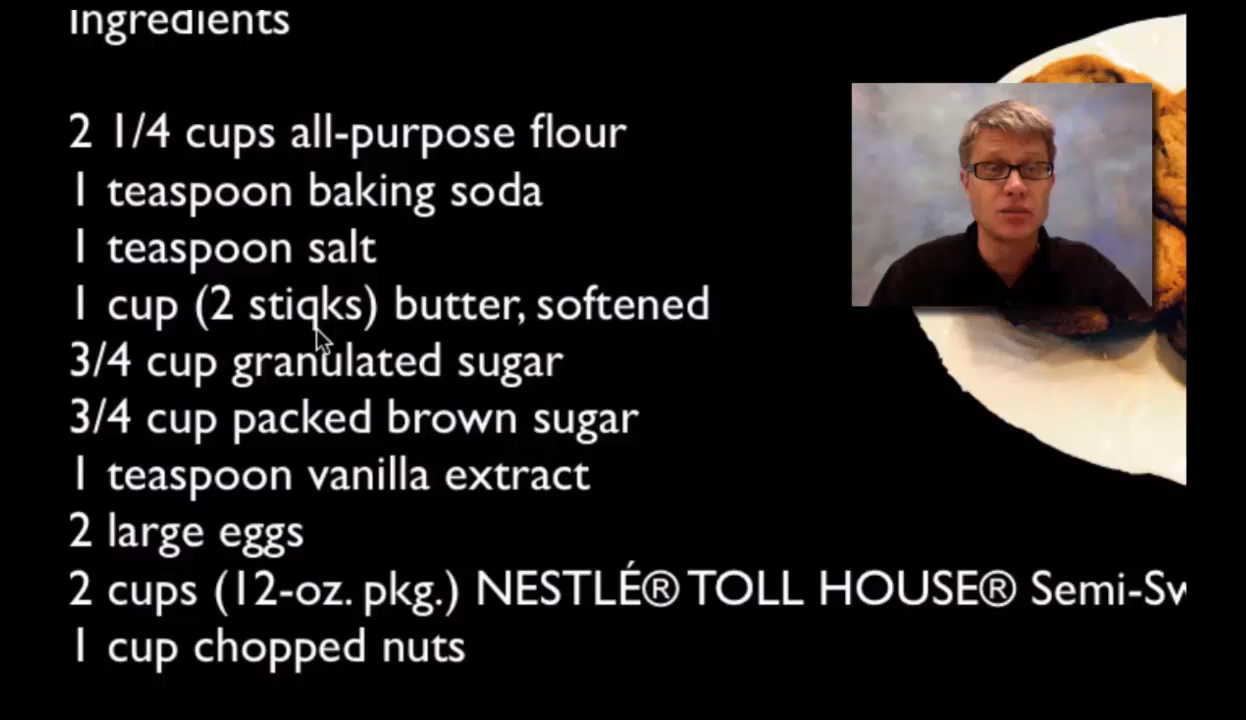 Ingredients
2 1/4 cups all-purpose flour
1 teaspoon baking soda
1 teaspoon salt
1 cup (2 sticks) butter, softened
3/4 cup granulated sugar
3/4 cup packed brown sugar
1 teaspoon vanilla extract
2 large eggs
2 cups (12-oz. pkg.) NESTLÉ® TOLL HOUSE® Semi-Sw
1 cup chopped nuts